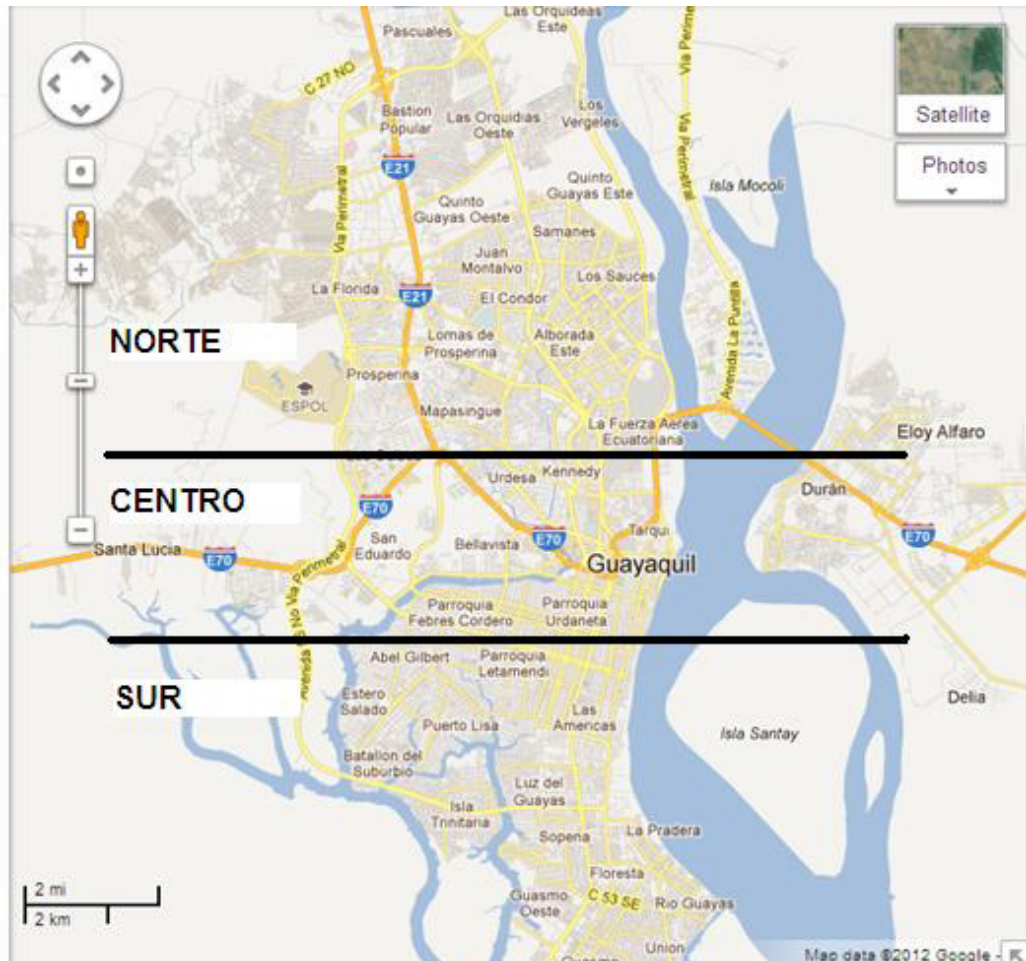 Las Orquideas
Este
Pascuales
C 27 NO
Via Perimetral
Satellite
Bastion
Popular
Las Orquidias
Oeste
Los
Vergeles
Photos
E21
Via Perimetral
Isla Mocoli
Quinto
Guayas Este
Quinto
Guayas Oeste
Via Perimetral
Samanes
Juan
Montalvo
Los Sauces
La Florida
E21
El Condor
NORTE
Lomas de
Prosperina
Alborada
Este
Avenida La Puntilla
Prosperina
ESPOL
Mapasingue
La Fuerza Aerea
Ecuatoriana
Eloy Alfaro
Urdesa
Kennedy
CENTRO
Durán
E70
San
Eduardo
Bellavista
E70
Tarqui
E70
Santa Lucia
E70
Guayaquil
Parroquia
Febres Cordero
Parroquia
Urdaneta
Abel Gilbert
Parroquia
Letamendi
SUR
Estero
Salado
Puerto Lisa
Las
Americas
Delia
Isla Santay
Batallon del
Suburbio
Luz del
Guayas
Isla
Trinitaria
Sopena
La Pradera
Floresta
2 mi
2 km
Guasmo
Oeste
C 53 SE
Rio Guayas
Union
Guasmo
Map data ©2012 Google -